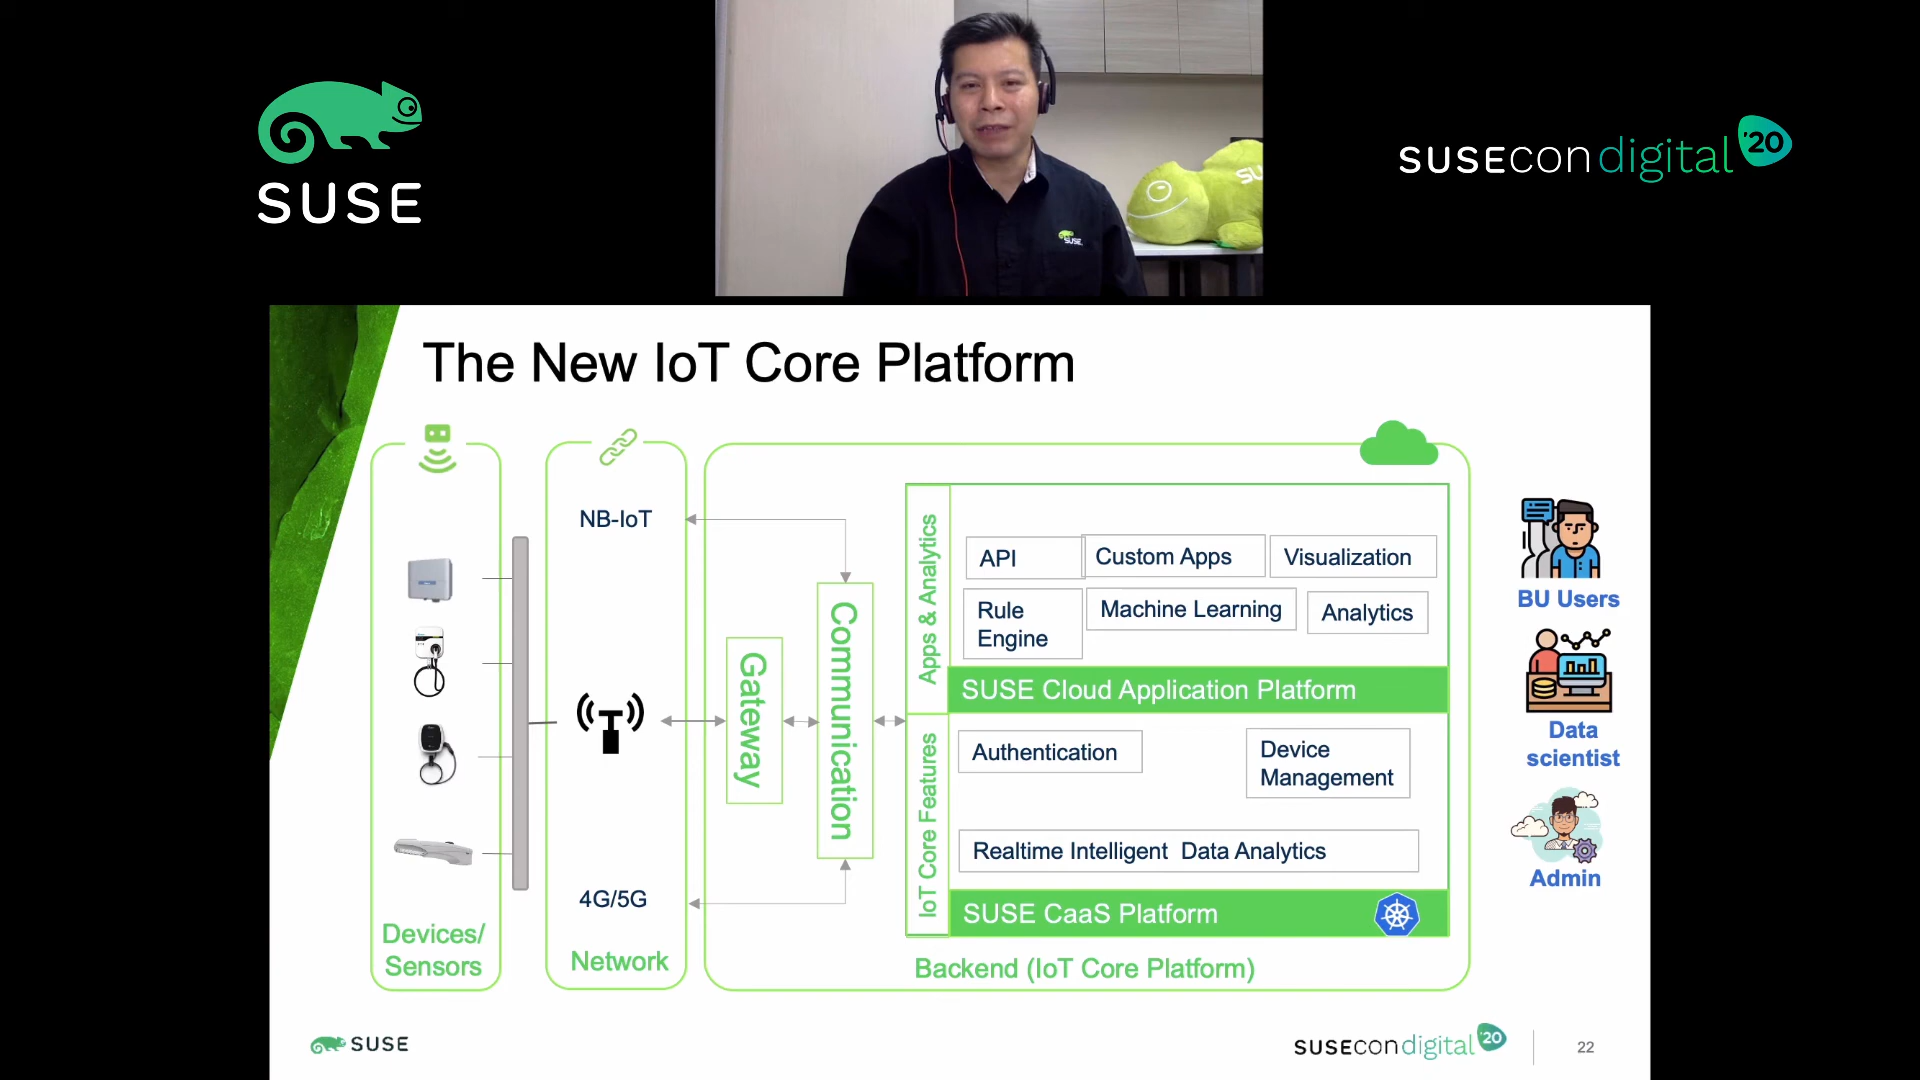 SUSE
SUSE
SU
SUSEcon digital '20
The New IoT Core Platform
NB-IoT
4G/5G
Devices/
Sensors
Network
Gateway
Communication
Apps & Analytics
API
Custom Apps
Visualization
Rule
Engine
Machine Learning
Analytics
SUSE Cloud Application Platform
IoT Core Features
Authentication
Device
Management
Realtime Intelligent Data Analytics
SUSE CaaS Platform
Backend (IoT Core Platform)
BU Users
Data
scientist
Admin
SUSE
SUSEcon digital '20
22